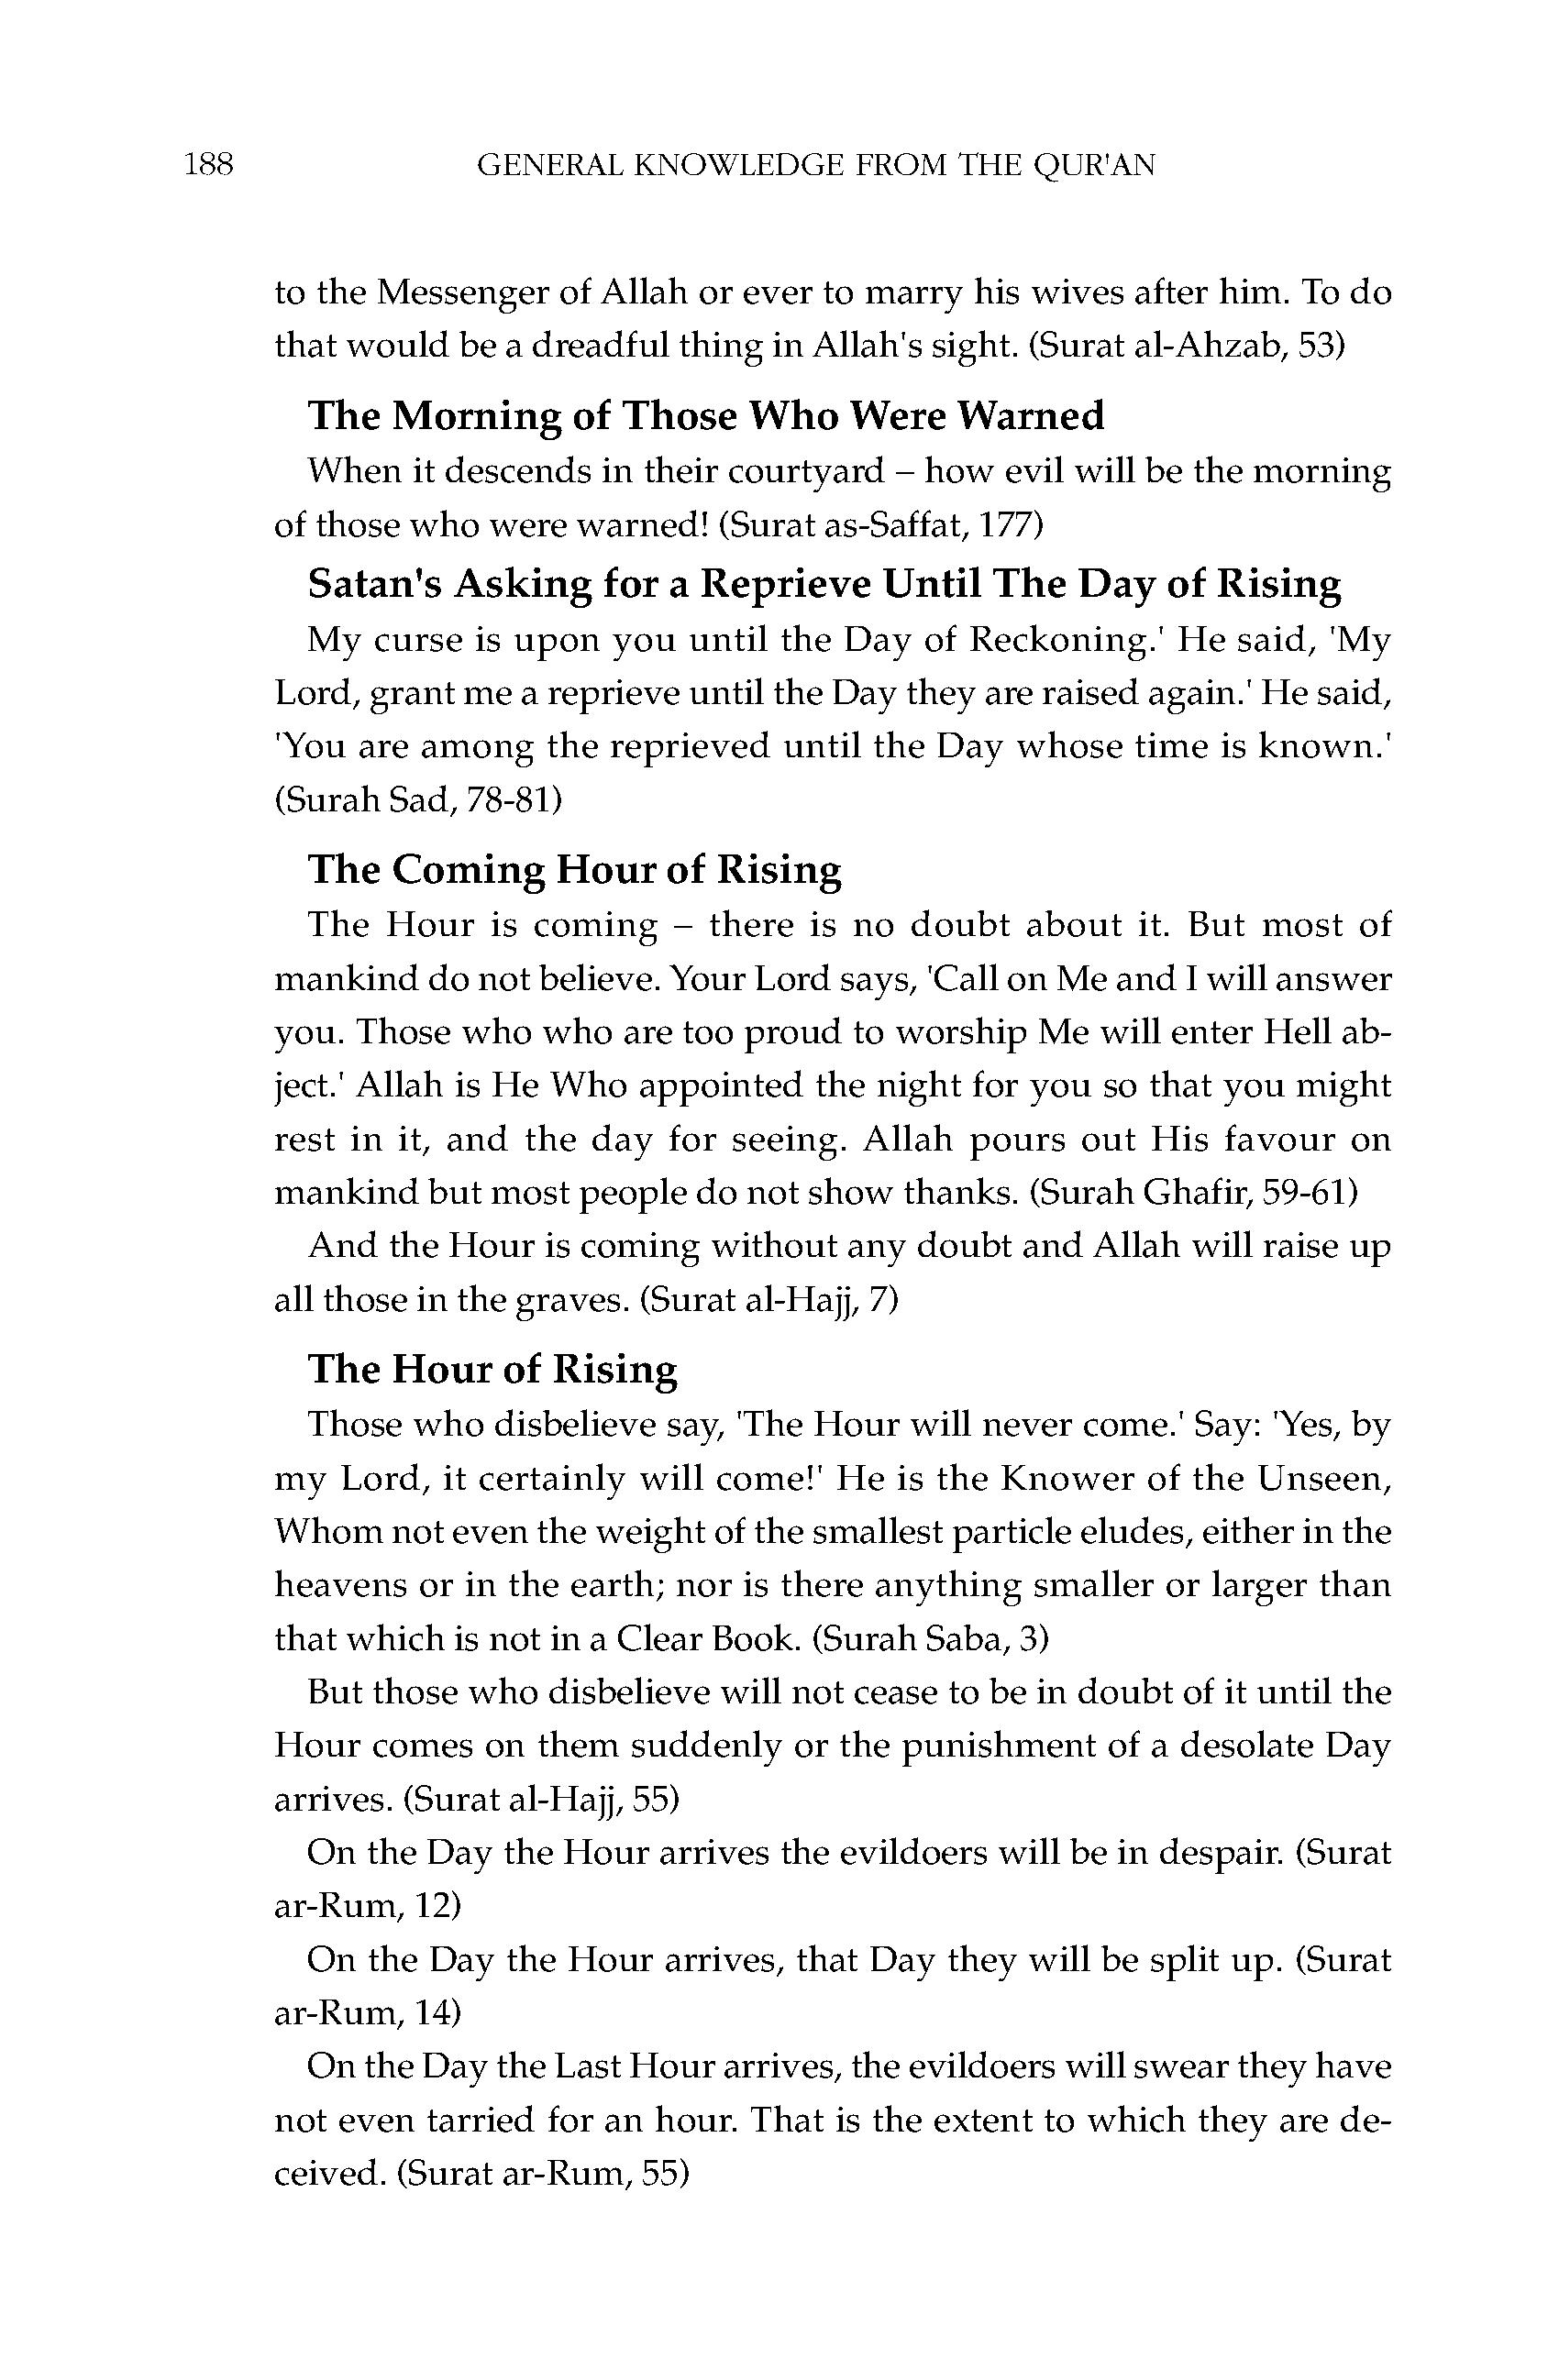 188 GENERAL KNOWLEDGE FROM THE QUR'AN
to the Messenger of Allah or ever to marry his wives after him. To do
that would be a dreadful thing in Allah's sight. (Surat al-Ahzab, 53)
The Morning of Those Who Were Warned
When it descends in their courtyard – how evil will be the morning
of those who were warned! (Surat as-Saffat, 177)
Satan's Asking for a Reprieve Until The Day of Rising
My curse is upon you until the Day of Reckoning.' He said, 'My
Lord, grant me a reprieve until the Day they are raised again.' He said,
'You are among the reprieved until the Day whose time is known.'
(Surah Sad, 78-81)
The Coming Hour of Rising
The Hour is coming – there is no doubt about it. But most of
mankind do not believe. Your Lord says, 'Call on Me and I will answer
you. Those who who are too proud to worship Me will enter Hell ab-
ject.' Allah is He Who appointed the night for you so that you might
rest in it, and the day for seeing. Allah pours out His favour on
mankind but most people do not show thanks. (Surah Ghafir, 59-61)
And the Hour is coming without any doubt and Allah will raise up
all those in the graves. (Surat al-Hajj, 7)
The Hour of Rising
Those who disbelieve say, 'The Hour will never come.' Say: 'Yes, by
my Lord, it certainly will come!' He is the Knower of the Unseen,
Whom not even the weight of the smallest particle eludes, either in the
heavens or in the earth; nor is there anything smaller or larger than
that which is not in a Clear Book. (Surah Saba, 3)
But those who disbelieve will not cease to be in doubt of it until the
Hour comes on them suddenly or the punishment of a desolate Day
arrives. (Surat al-Hajj, 55)
On the Day the Hour arrives the evildoers will be in despair. (Surat
ar-Rum, 12)
On the Day the Hour arrives, that Day they will be split up. (Surat
ar-Rum, 14)
On the Day the Last Hour arrives, the evildoers will swear they have
not even tarried for an hour. That is the extent to which they are de-
ceived. (Surat ar-Rum, 55)